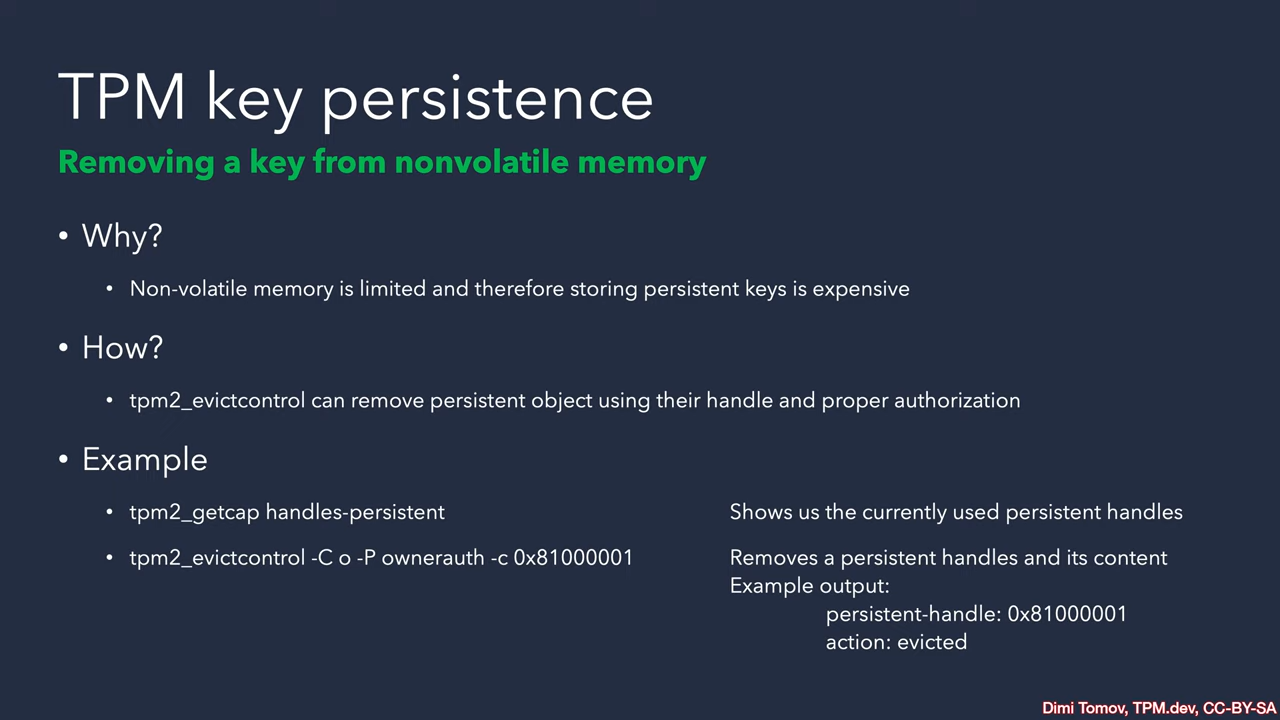 TPM key persistence
Removing a key from nonvolatile memory
• Why?
• Non-volatile memory is limited and therefore storing persistent keys is expensive
• How?
• tpm2_evictcontrol can remove persistent object using their handle and proper authorization
• Example
• tpm2_getcap handles-persistent
Shows us the currently used persistent handles
• tpm2_evictcontrol -C o -P ownerauth -c 0x81000001
Removes a persistent handles and its content
Example output:
persistent-handle: 0x81000001
action: evicted
Dimi Tomov, TPM.dev, CC-BY-SA